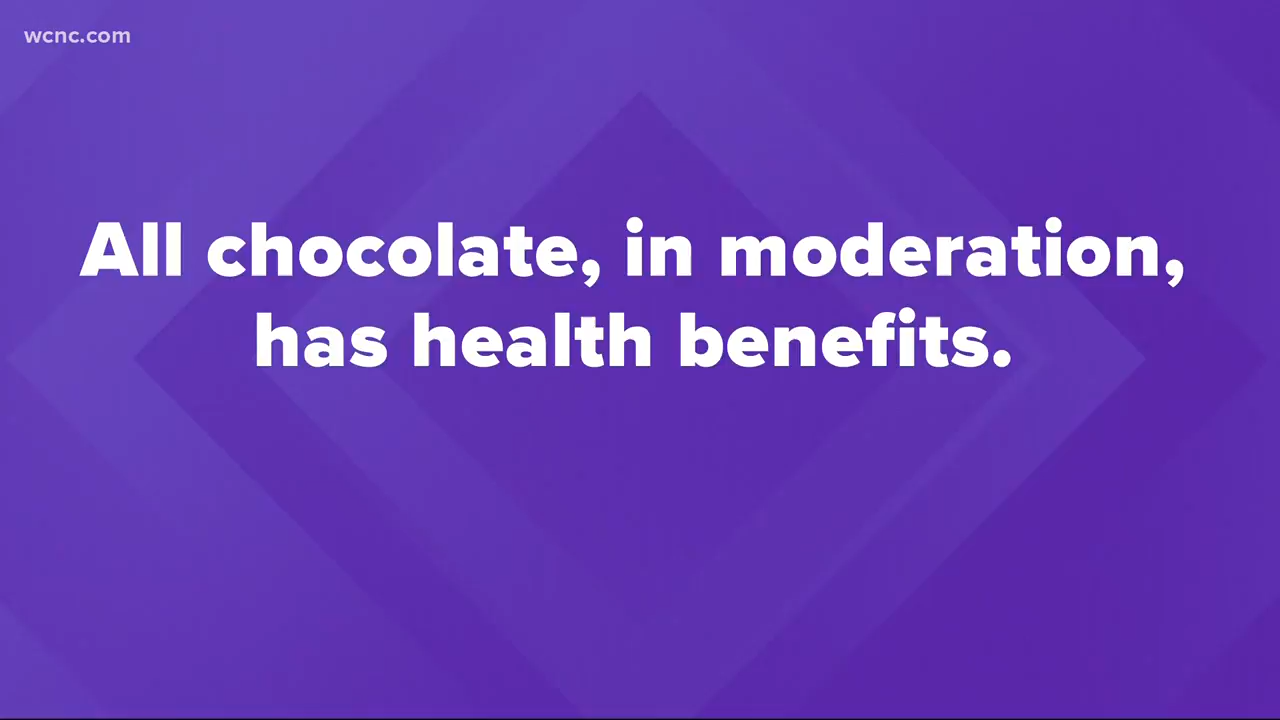 wcnc.com
All chocolate, in moderation,
has health benefits.